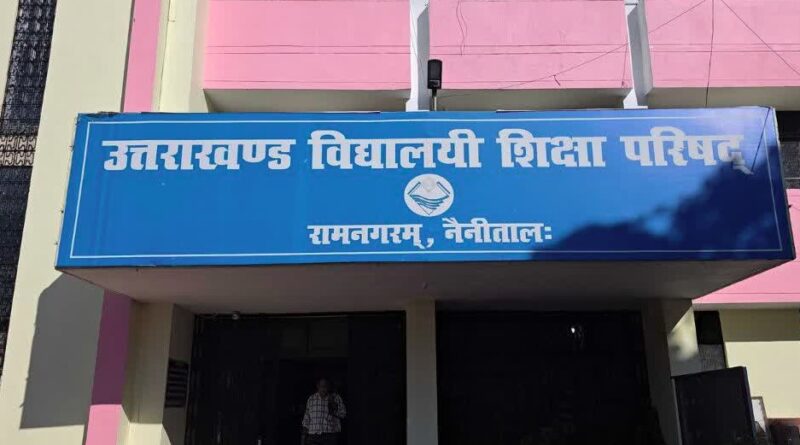 उत्तराखण्ड विद्यालयी शिक्षा परिषद्
रामनगरम्, नैनीतालः